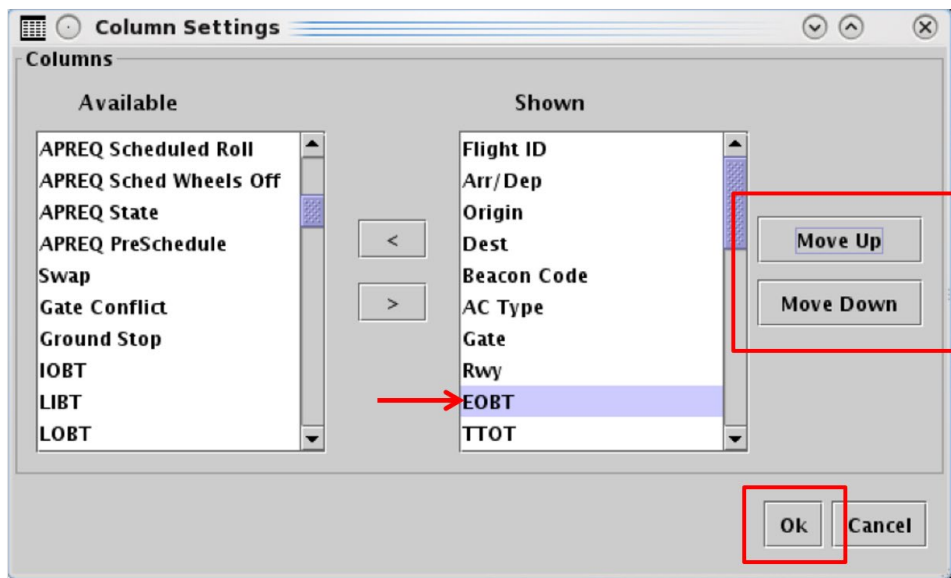 Column Settings
Columns
Available
Shown
APREQ Scheduled Roll
APREQ Sched Wheels Off
APREQ State
APREQ PreSchedule
Swap
Gate Conflict
Ground Stop
IOBT
LIBT
LOBT
<
>
Flight ID
Arr/Dep
Origin
Dest
Beacon Code
AC Type
Gate
Rwy
EOBT
TTOT
Move Up
Move Down
Ok
Cancel